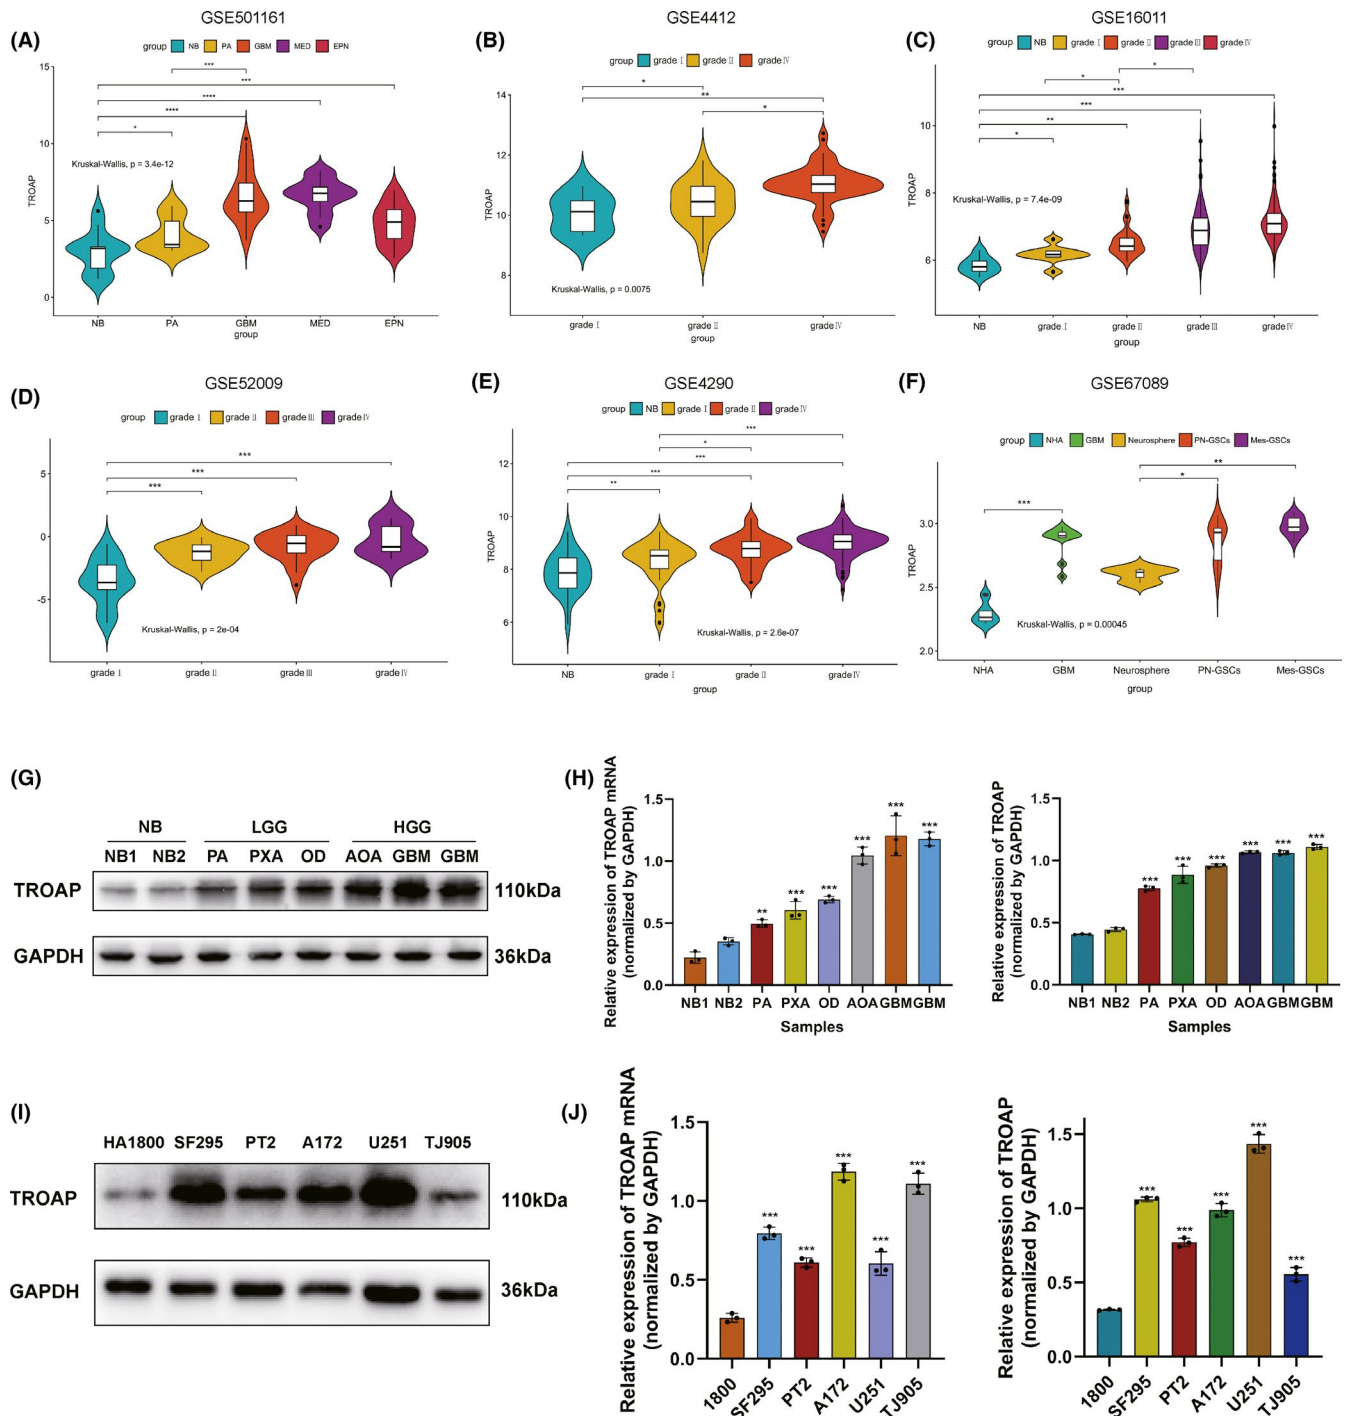 GSE501161
(A)
group NB PA GBM MED EPN
***
***
****
****
*
Kruskal-Wallis, p = 3.4e-12
TROAP
15
10
5
0
NB PA GBM MED EPN
group
GSE4412
(B)
group grade Ⅰ grade Ⅱ grade Ⅳ
*
**
*
Kruskal-Wallis, p = 0.0075
TROAP
14
12
10
8
grade Ⅰ grade Ⅱ grade Ⅳ
group
GSE16011
(C)
group NB grade Ⅰ grade Ⅱ grade Ⅲ grade Ⅳ
*
*
***
***
**
*
Kruskal-Wallis, p = 7.4e-09
TROAP
10
8
6
NB grade Ⅰ grade Ⅱ grade Ⅲ grade Ⅳ
group
GSE52009
(D)
group grade Ⅰ grade Ⅱ grade Ⅲ grade Ⅳ
***
***
***
Kruskal-Wallis, p = 2e-04
5
0
-5
grade Ⅰ grade Ⅱ grade Ⅲ grade Ⅳ
GSE4290
(E)
group NB grade Ⅰ grade Ⅱ grade Ⅳ
***
*
***
***
**
Kruskal-Wallis, p = 2.6e-07
TROAP
12
10
8
6
NB grade Ⅰ grade Ⅱ grade Ⅳ
GSE67089
(F)
group NHA GBM Neurosphere PN-GSCs Mes-GSCs
**
*
***
Kruskal-Wallis, p = 0.00045
TROAP
3.0
2.5
2.0
NHA GBM Neurosphere PN-GSCs Mes-GSCs
group
(G)
NB LGG HGG
NB1 NB2 PA PXA OD AOA GBM GBM
TROAP 110kDa
GAPDH 36kDa
(H)
Relative expression of TROAP mRNA
(normalized by GAPDH)
1.5
1.0
0.5
0.0
** *** *** *** *** ***
NB1 NB2 PA PXA OD AOA GBM GBM
Samples
Relative expression of TROAP
(normalized by GAPDH)
1.5
1.0
0.5
0.0
*** *** *** *** *** ***
NB1 NB2 PA PXA OD AOA GBM GBM
Samples
(I)
HA1800 SF295 PT2 A172 U251 TJ905
TROAP 110kDa
GAPDH 36kDa
(J)
Relative expression of TROAP mRNA
(normalized by GAPDH)
1.5
1.0
0.5
0.0
*** *** *** *** ***
1800 SF295 PT2 A172 U251 TJ905
Relative expression of TROAP
(normalized by GAPDH)
1.5
1.0
0.5
0.0
*** *** *** *** ***
1800 SF295 PT2 A172 U251 TJ905